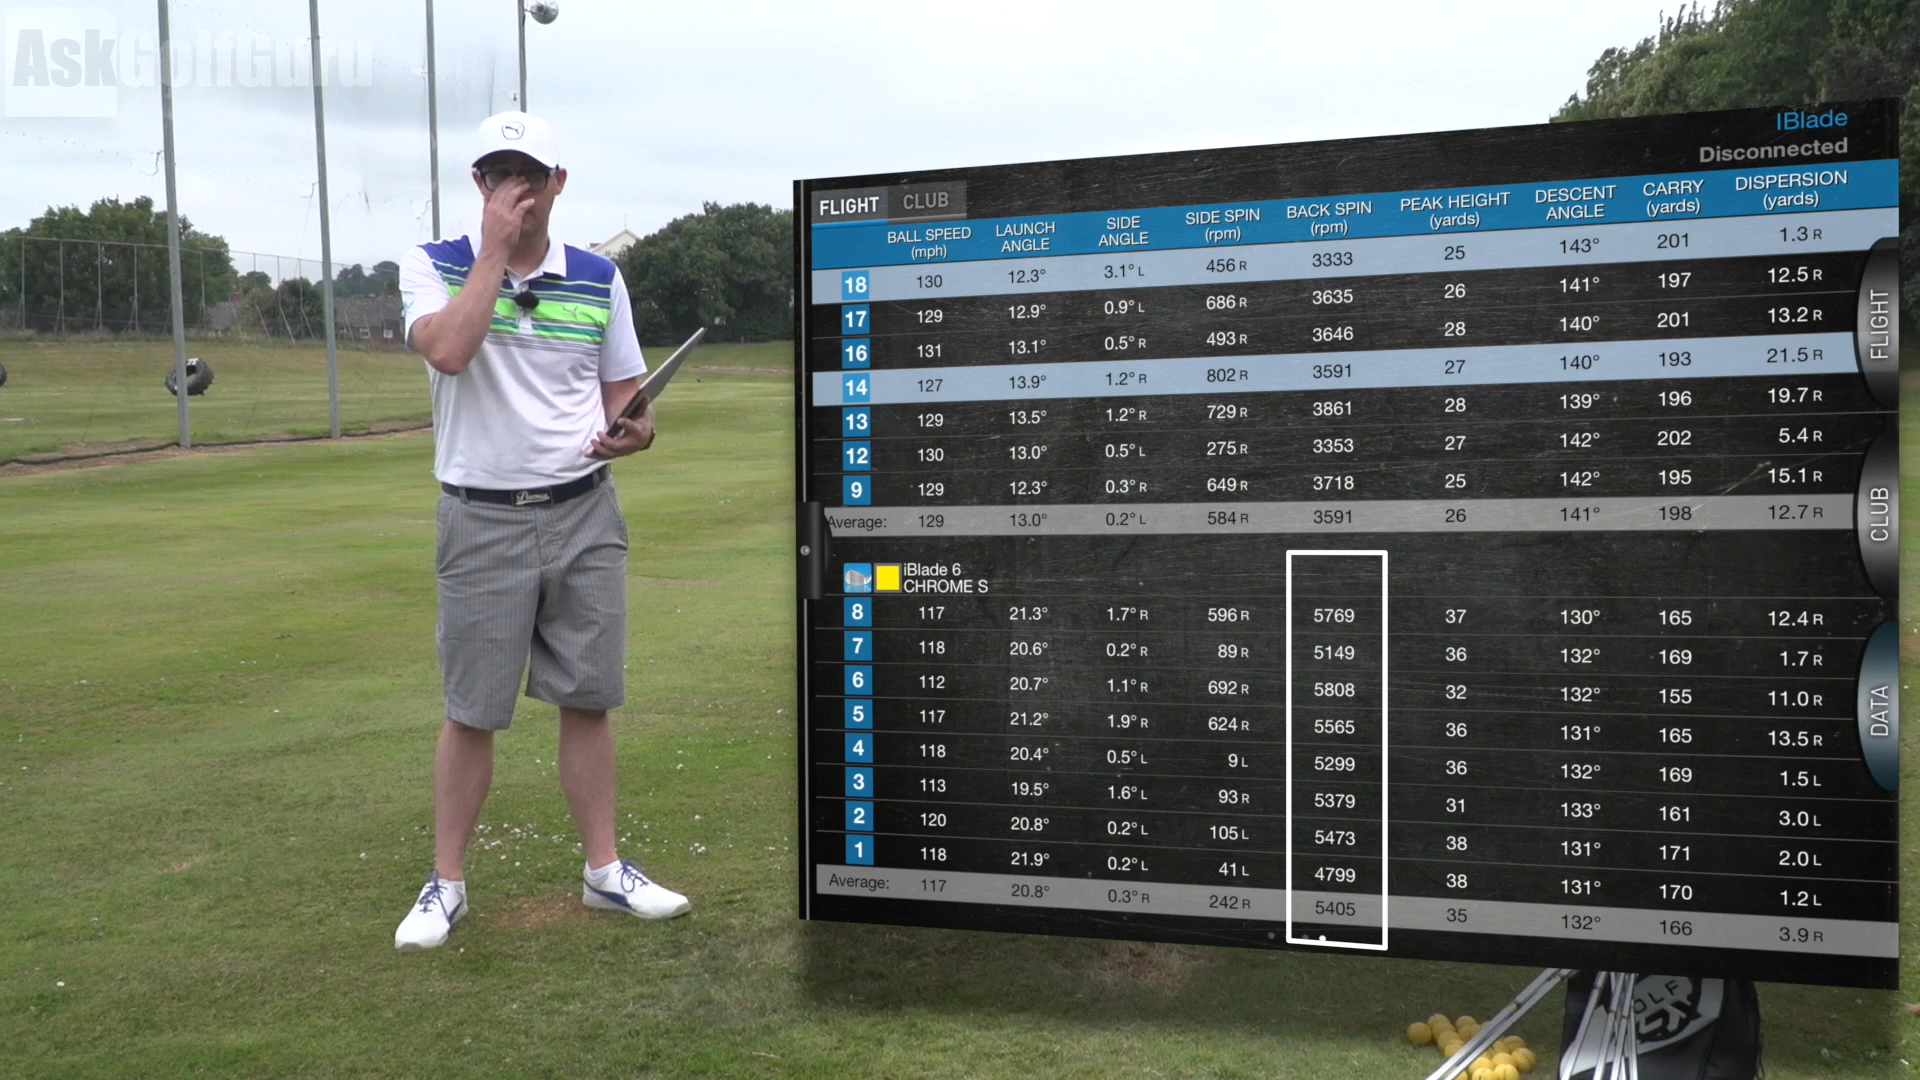 AskGolfGuru
IBlade
Disconnected
FLIGHT CLUB
BALL SPEED (mph) LAUNCH ANGLE SIDE ANGLE SIDE SPIN (rpm) BACK SPIN (rpm) PEAK HEIGHT (yards) DESCENT ANGLE CARRY (yards) DISPERSION (yards)
18 130 12.3° 3.1° L 456 R 3333 25 143° 201 1.3 R
17 129 12.9° 0.9° L 686 R 3635 26 141° 197 12.5 R
16 131 13.1° 0.5° R 493 R 3646 28 140° 201 13.2 R
14 127 13.9° 1.2° R 802 R 3591 27 140° 193 21.5 R
13 129 13.5° 1.2° R 729 R 3861 28 139° 196 19.7 R
12 130 13.0° 0.5° L 275 R 3353 27 142° 202 5.4 R
9 129 12.3° 0.3° R 649 R 3718 25 142° 195 15.1 R
Average: 129 13.0° 0.2° L 584 R 3591 26 141° 198 12.7 R
iBlade 6
CHROME S
8 117 21.3° 1.7° R 596 R 5769 37 130° 165 12.4 R
7 118 20.6° 0.2° R 89 R 5149 36 132° 169 1.7 R
6 112 20.7° 1.1° R 692 R 5808 32 132° 155 11.0 R
5 117 21.2° 1.9° R 624 R 5565 36 131° 165 13.5 R
4 118 20.4° 0.5° L 9 L 5299 36 132° 169 1.5 L
3 113 19.5° 1.6° L 93 R 5379 31 133° 161 3.0 L
2 120 20.8° 0.2° L 105 L 5473 38 131° 171 2.0 L
1 118 21.9° 0.2° L 41 L 4799 38 131° 170 1.2 L
Average: 117 20.8° 0.3° R 242 R 5405 35 132° 166 3.9 R
FLIGHT
CLUB
DATA
Puma